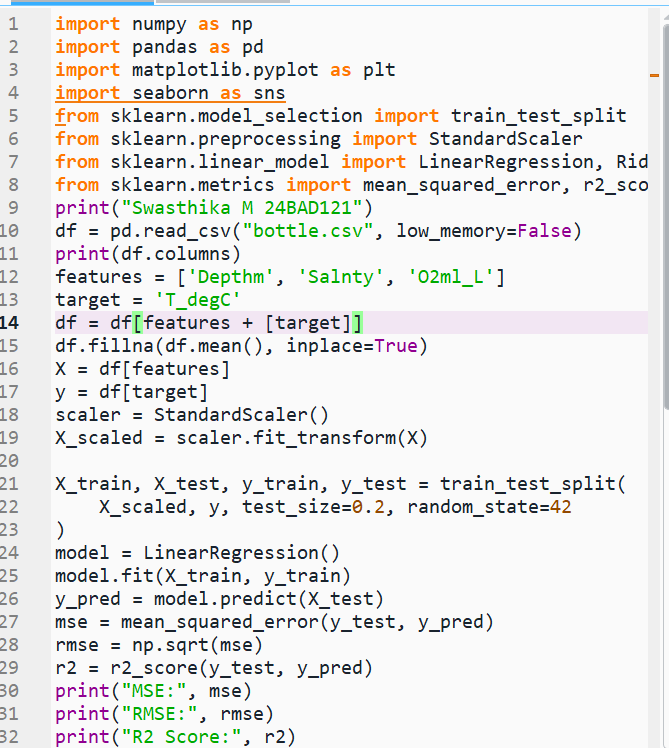 1 import numpy as np
2 import pandas as pd
3 import matplotlib.pyplot as plt
4 import seaborn as sns
5 from sklearn.model_selection import train_test_split
6 from sklearn.preprocessing import StandardScaler
7 from sklearn.linear_model import LinearRegression, Rid
8 from sklearn.metrics import mean_squared_error, r2_sco
9 print("Swasthika M 24BAD121")
10 df = pd.read_csv("bottle.csv", low_memory=False)
11 print(df.columns)
12 features = ['Depthm', 'Salnty', 'O2ml_L']
13 target = 'T_degC'
14 df = df[features + [target]]
15 df.fillna(df.mean(), inplace=True)
16 X = df[features]
17 y = df[target]
18 scaler = StandardScaler()
19 X_scaled = scaler.fit_transform(X)
20
21 X_train, X_test, y_train, y_test = train_test_split(
22     X_scaled, y, test_size=0.2, random_state=42
23 )
24 model = LinearRegression()
25 model.fit(X_train, y_train)
26 y_pred = model.predict(X_test)
27 mse = mean_squared_error(y_test, y_pred)
28 rmse = np.sqrt(mse)
29 r2 = r2_score(y_test, y_pred)
30 print("MSE:", mse)
31 print("RMSE:", rmse)
32 print("R2 Score:", r2)